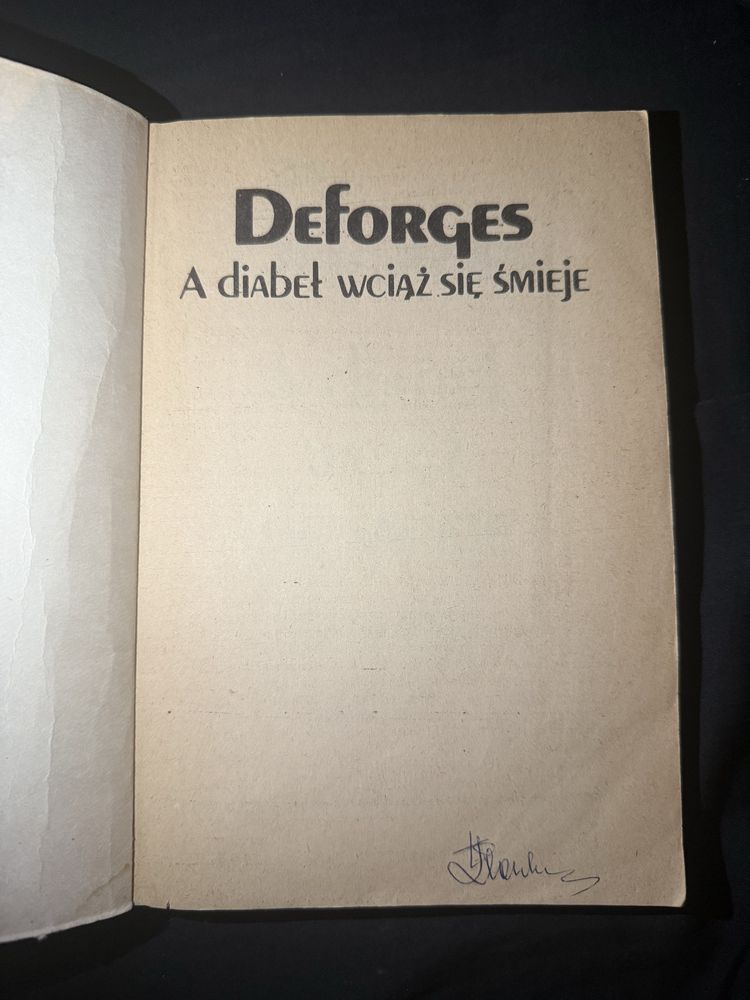 Deforges
A diabeł wciąż się śmieje